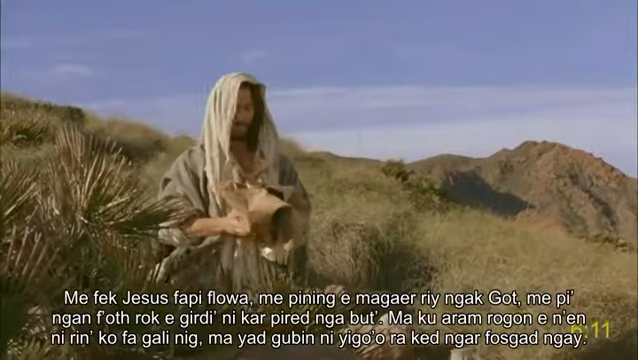 Me fek Jesus fapi flowa, me pining e magaer riy ngak Got, me pi'
ngan f'oth rok e girdi' ni kar pired nga but'. Ma ku aram rogon e n'en
ni rin' ko fa gali nig, ma yad gubin ni yigo'o ra ked ngar fosgad ngay.
:11